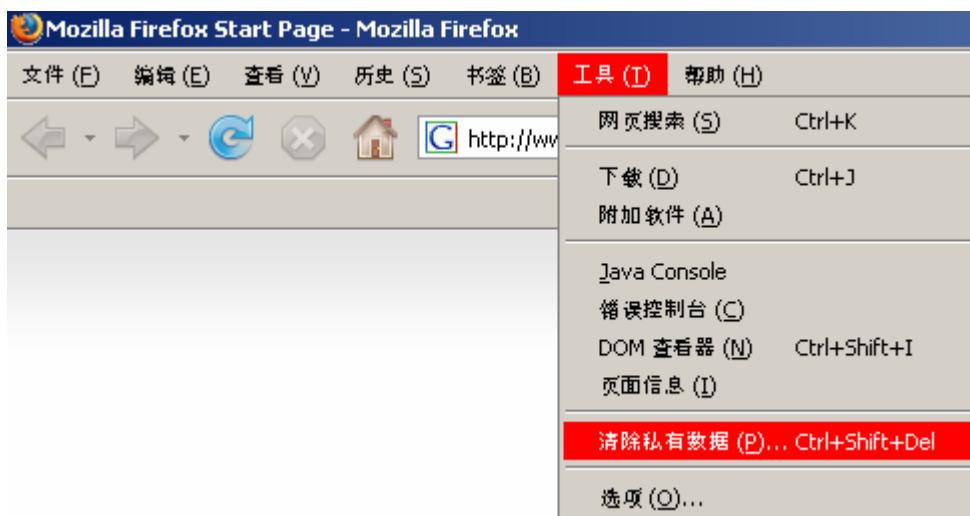 Mozilla Firefox Start Page - Mozilla Firefox
文件 (F) 编辑 (E) 查看 (V) 历史 (S) 书签 (B) 工具 (T) 帮助 (H)
http://ww
网页搜索 (S) Ctrl+K
下载 (D) Ctrl+J
附加软件 (A)
Java Console
错误控制台 (C)
DOM 查看器 (N) Ctrl+Shift+I
页面信息 (I)
清除私有数据 (P)... Ctrl+Shift+Del
选项 (O)...